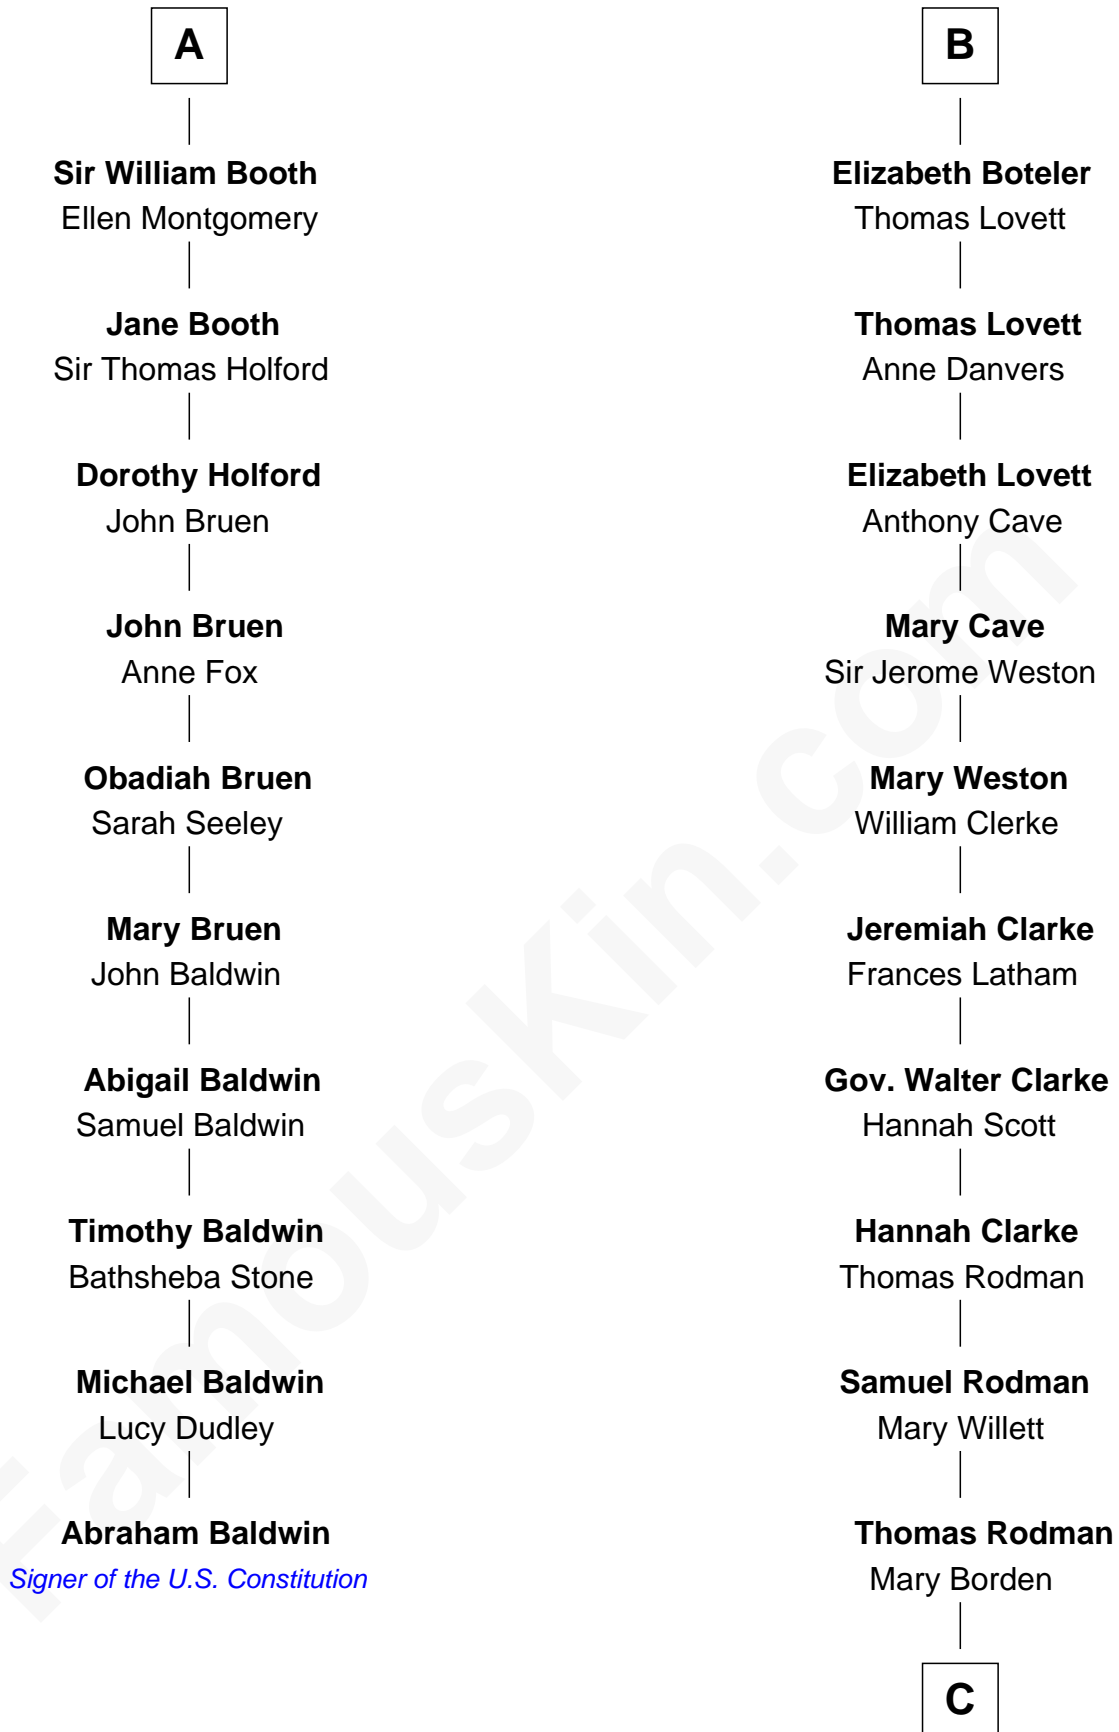 A
Sir William Booth
Ellen Montgomery
Jane Booth
Sir Thomas Holford
Dorothy Holford
John Bruen
John Bruen
Anne Fox
Obadiah Bruen
Sarah Seeley
Mary Bruen
John Baldwin
Abigail Baldwin
Samuel Baldwin
Timothy Baldwin
Bathsheba Stone
Michael Baldwin
Lucy Dudley
Abraham Baldwin
Signer of the U.S. Constitution
B
Elizabeth Boteler
Thomas Lovett
Thomas Lovett
Anne Danvers
Elizabeth Lovett
Anthony Cave
Mary Cave
Sir Jerome Weston
Mary Weston
William Clerke
Jeremiah Clarke
Frances Latham
Gov. Walter Clarke
Hannah Scott
Hannah Clarke
Thomas Rodman
Samuel Rodman
Mary Willett
Thomas Rodman
Mary Borden
C
FamousKin.com